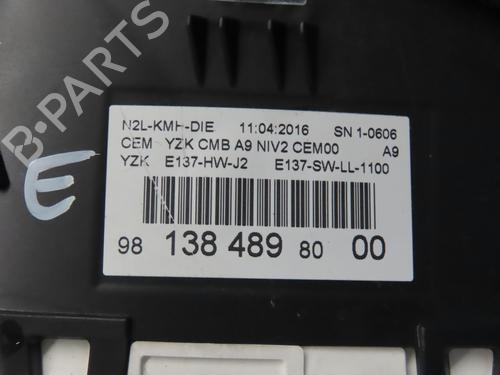 N2L-KMH-DIE 11:04:2016 SN 1-0606
CEM YZK CMB A9 NIV2 CEM00 A9
YZK E137-HW-J2 E137-SW-LL-1100
98 138 489 80 00
E
B-PARTS